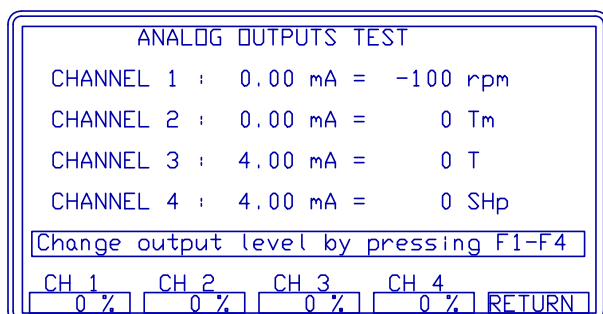 ANALOG OUTPUTS TEST
CHANNEL 1 : 0.00 mA = -100 rpm
CHANNEL 2 : 0.00 mA = 0 Tm
CHANNEL 3 : 4.00 mA = 0 T
CHANNEL 4 : 4.00 mA = 0 SHp
Change output level by pressing F1-F4
CH 1 CH 2 CH 3 CH 4
0 % 0 % 0 % 0 % RETURN